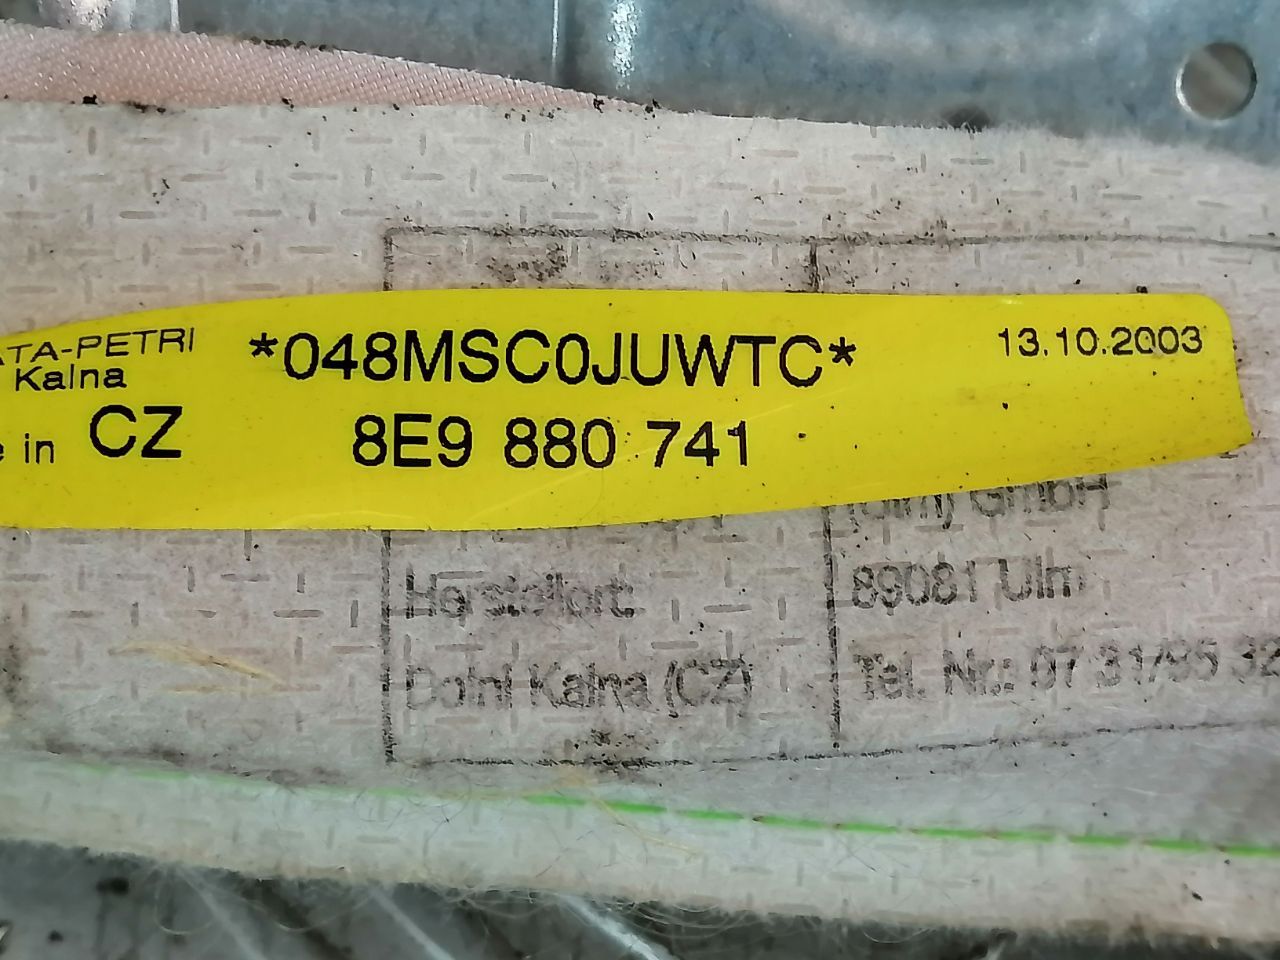 ATA-PETRI
Kalna
in CZ
*048MSC0JUWTC*
8E9 880 741
13.10.2003
(Ulm) GmbH
Herstellort:
89081 Ulm
Dolni Kalna (CZ)
Tel. Nr.: 07 31/95 32